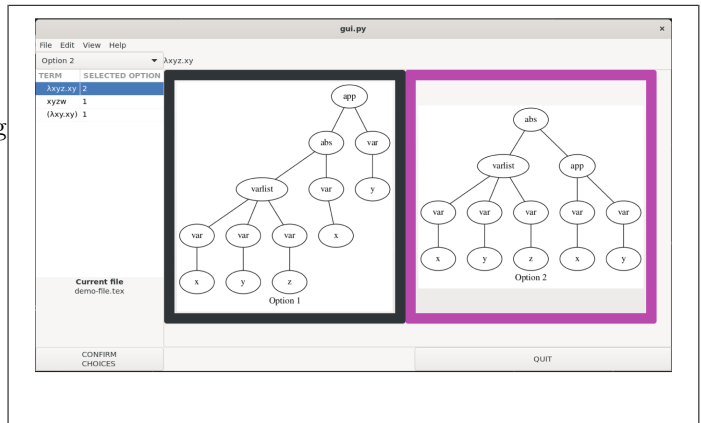 gui.py ×
File Edit View Help
Option 2 λxyz.xy
TERM SELECTED OPTION
λxyz.xy 2
xyzw 1
(λxy.xy) 1
app
abs var
varlist var y
var var var x
x y z
Option 1
abs
varlist app
var var var var var
x y z x y
Option 2
Current file
demo-file.tex
CONFIRM
CHOICES
QUIT
g